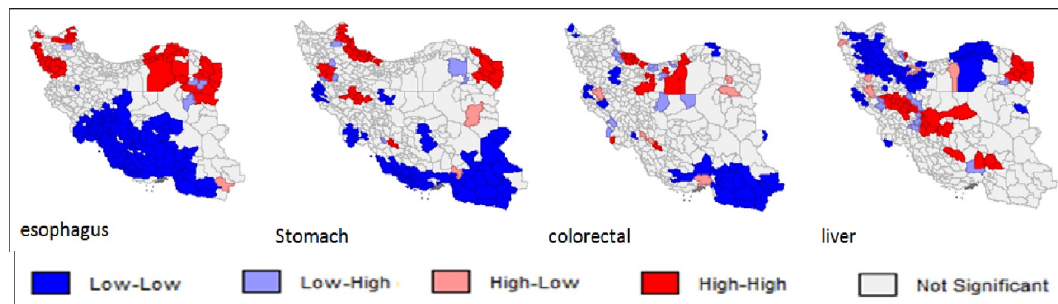 esophagus
Stomach
colorectal
liver
Low-Low
Low-High
High-Low
High-High
Not Significant